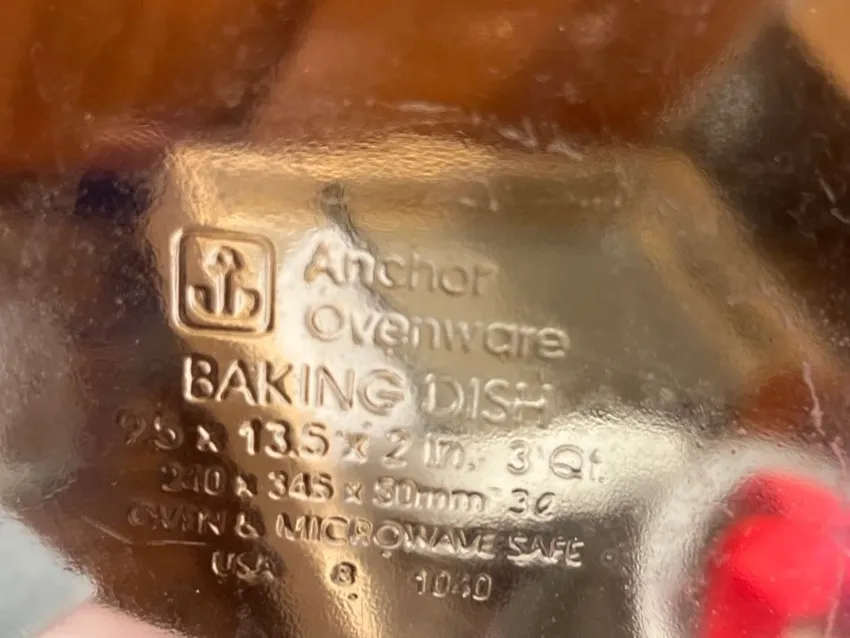 Anchor
Ovenware
BAKING DISH
9.5 x 13.5 x 2 in. 3 Qt.
240 x 345 x 50mm 3ℓ
OVEN & MICROWAVE SAFE
USA 8 1040